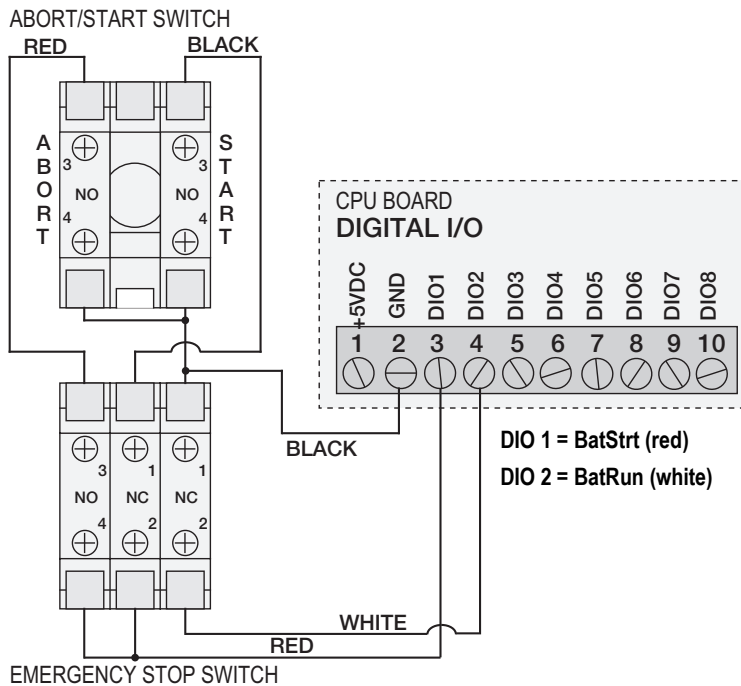 ABORT/START SWITCH
RED
BLACK
ABORT
3
NO
4
START
3
NO
4
CPU BOARD
DIGITAL I/O
+5VDC GND DIO1 DIO2 DIO3 DIO4 DIO5 DIO6 DIO7 DIO8
1 2 3 4 5 6 7 8 9 10
BLACK
DIO 1 = BatStrt (red)
DIO 2 = BatRun (white)
3 1 1
NO NC NC
4 2 2
WHITE
RED
EMERGENCY STOP SWITCH